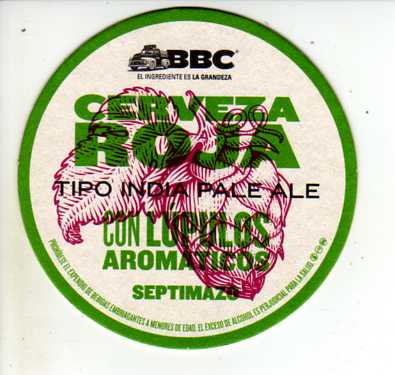 BBC
EL INGREDIENTE ES LA GRANDEZA
CERVEZA
ROJA
TIPO INDIA PALE ALE
CON LÚPULOS
AROMÁTICOS
SEPTIMAZO
PROHÍBESE EL EXPENDIO DE BEBIDAS EMBRIAGANTES A MENORES DE EDAD. EL EXCESO DE ALCOHOL ES PERJUDICIAL PARA LA SALUD